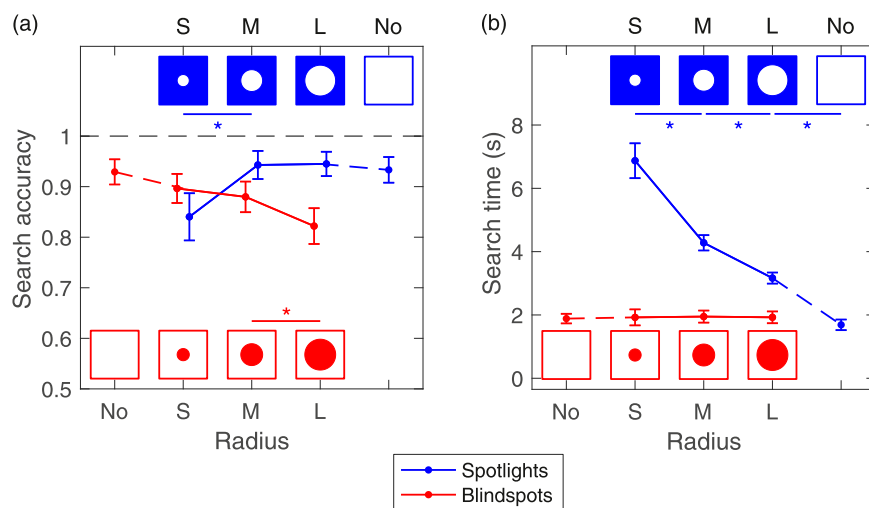 (a)
S M L No
Search accuracy
1
0.9
0.8
0.7
0.6
0.5
*
*
No S M L
Radius
(b)
S M L No
Search time (s)
8
6
4
2
0
* * *
No S M L
Radius
Spotlights
Blindspots